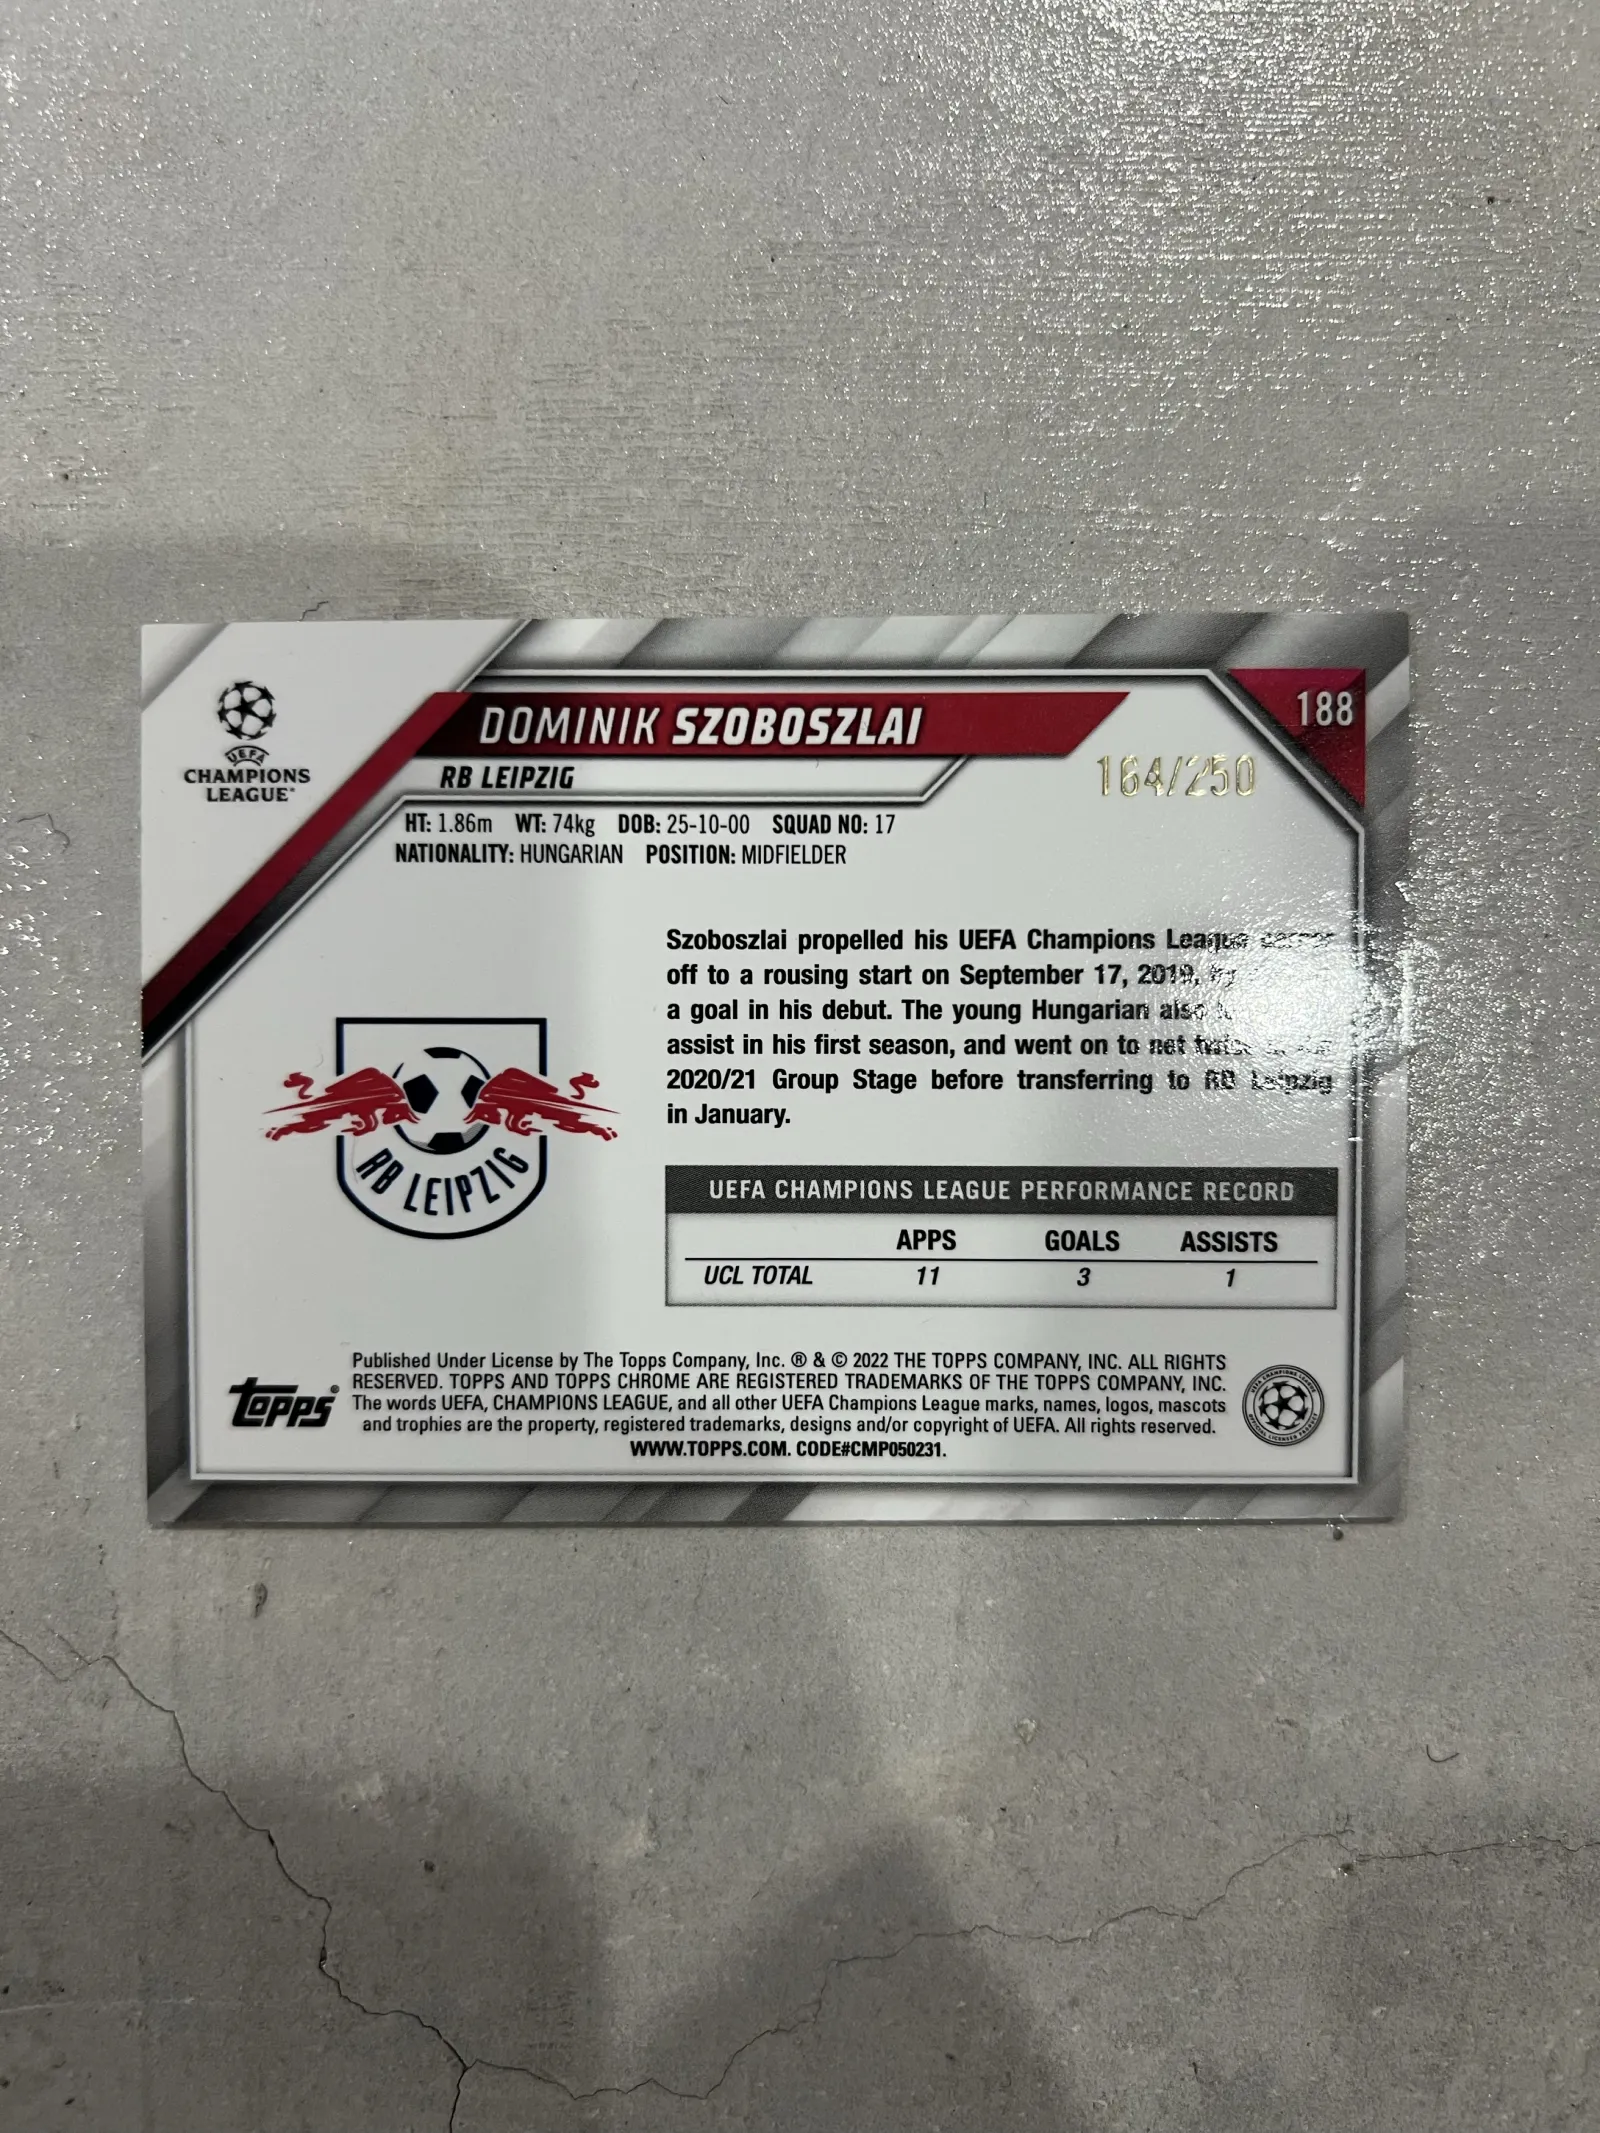 UEFA
CHAMPIONS
LEAGUE
DOMINIK SZOBOSZLAI
188
RB LEIPZIG
164/250
HT: 1.86m WT: 74kg DOB: 25-10-00 SQUAD NO: 17
NATIONALITY: HUNGARIAN POSITION: MIDFIELDER
Szoboszlai propelled his UEFA Champions League career
off to a rousing start on September 17, 2019,
a goal in his debut. The young Hungarian also
assist in his first season, and went on to net twice
2020/21 Group Stage before transferring to RB Leipzig
in January.
RB LEIPZIG
UEFA CHAMPIONS LEAGUE PERFORMANCE RECORD
APPS GOALS ASSISTS
UCL TOTAL 11 3 1
Topps®
Published Under License by The Topps Company, Inc. ® & © 2022 THE TOPPS COMPANY, INC. ALL RIGHTS
RESERVED. TOPPS AND TOPPS CHROME ARE REGISTERED TRADEMARKS OF THE TOPPS COMPANY, INC.
The words UEFA, CHAMPIONS LEAGUE, and all other UEFA Champions League marks, names, logos, mascots
and trophies are the property, registered trademarks, designs and/or copyright of UEFA. All rights reserved.
WWW.TOPPS.COM. CODE#CMP050231.